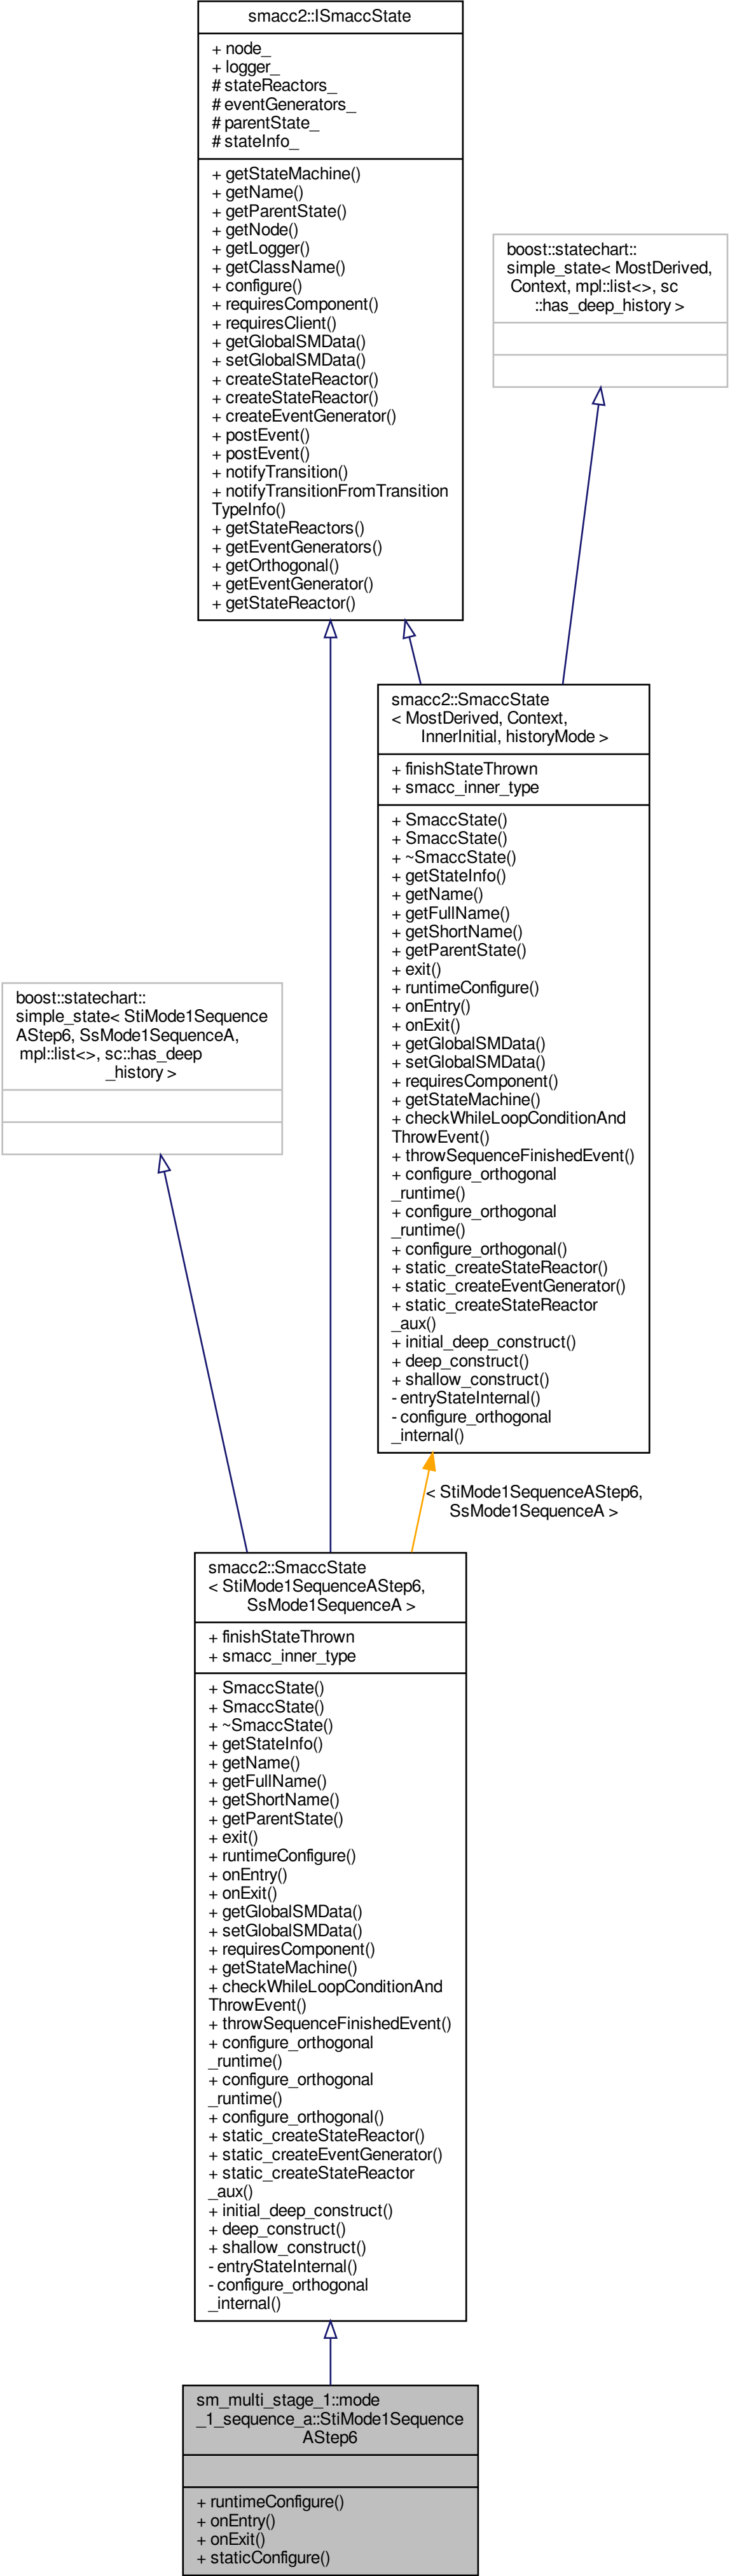 smacc2::ISmaccState
+ node_
+ logger_
# stateReactors_
# eventGenerators_
# parentState_
# stateInfo_
+ getStateMachine()
+ getName()
+ getParentState()
+ getNode()
+ getLogger()
+ getClassName()
+ configure()
+ requiresComponent()
+ requiresClient()
+ getGlobalSMData()
+ setGlobalSMData()
+ createStateReactor()
+ createStateReactor()
+ createEventGenerator()
+ postEvent()
+ postEvent()
+ notifyTransition()
+ notifyTransitionFromTransition
TypeInfo()
+ getStateReactors()
+ getEventGenerators()
+ getOrthogonal()
+ getEventGenerator()
+ getStateReactor()
boost::statechart::
simple_state< MostDerived,
Context, mpl::list<>, sc
::has_deep_history >
smacc2::SmaccState
< MostDerived, Context,
InnerInitial, historyMode >
+ finishStateThrown
+ smacc_inner_type
+ SmaccState()
+ SmaccState()
+ ~SmaccState()
+ getStateInfo()
+ getName()
+ getFullName()
+ getShortName()
+ getParentState()
+ exit()
+ runtimeConfigure()
+ onEntry()
+ onExit()
+ getGlobalSMData()
+ setGlobalSMData()
+ requiresComponent()
+ getStateMachine()
+ checkWhileLoopConditionAnd
ThrowEvent()
+ throwSequenceFinishedEvent()
+ configure_orthogonal
_runtime()
+ configure_orthogonal
_runtime()
+ configure_orthogonal()
+ static_createStateReactor()
+ static_createEventGenerator()
+ static_createStateReactor
_aux()
+ initial_deep_construct()
+ deep_construct()
+ shallow_construct()
- entryStateInternal()
- configure_orthogonal
_internal()
boost::statechart::
simple_state< StiMode1Sequence
AStep6, SsMode1SequenceA,
mpl::list<>, sc::has_deep
_history >
< StiMode1SequenceAStep6,
SsMode1SequenceA >
smacc2::SmaccState
< StiMode1SequenceAStep6,
SsMode1SequenceA >
+ finishStateThrown
+ smacc_inner_type
+ SmaccState()
+ SmaccState()
+ ~SmaccState()
+ getStateInfo()
+ getName()
+ getFullName()
+ getShortName()
+ getParentState()
+ exit()
+ runtimeConfigure()
+ onEntry()
+ onExit()
+ getGlobalSMData()
+ setGlobalSMData()
+ requiresComponent()
+ getStateMachine()
+ checkWhileLoopConditionAnd
ThrowEvent()
+ throwSequenceFinishedEvent()
+ configure_orthogonal
_runtime()
+ configure_orthogonal
_runtime()
+ configure_orthogonal()
+ static_createStateReactor()
+ static_createEventGenerator()
+ static_createStateReactor
_aux()
+ initial_deep_construct()
+ deep_construct()
+ shallow_construct()
- entryStateInternal()
- configure_orthogonal
_internal()
sm_multi_stage_1::mode
_1_sequence_a::StiMode1Sequence
AStep6
+ runtimeConfigure()
+ onEntry()
+ onExit()
+ staticConfigure()